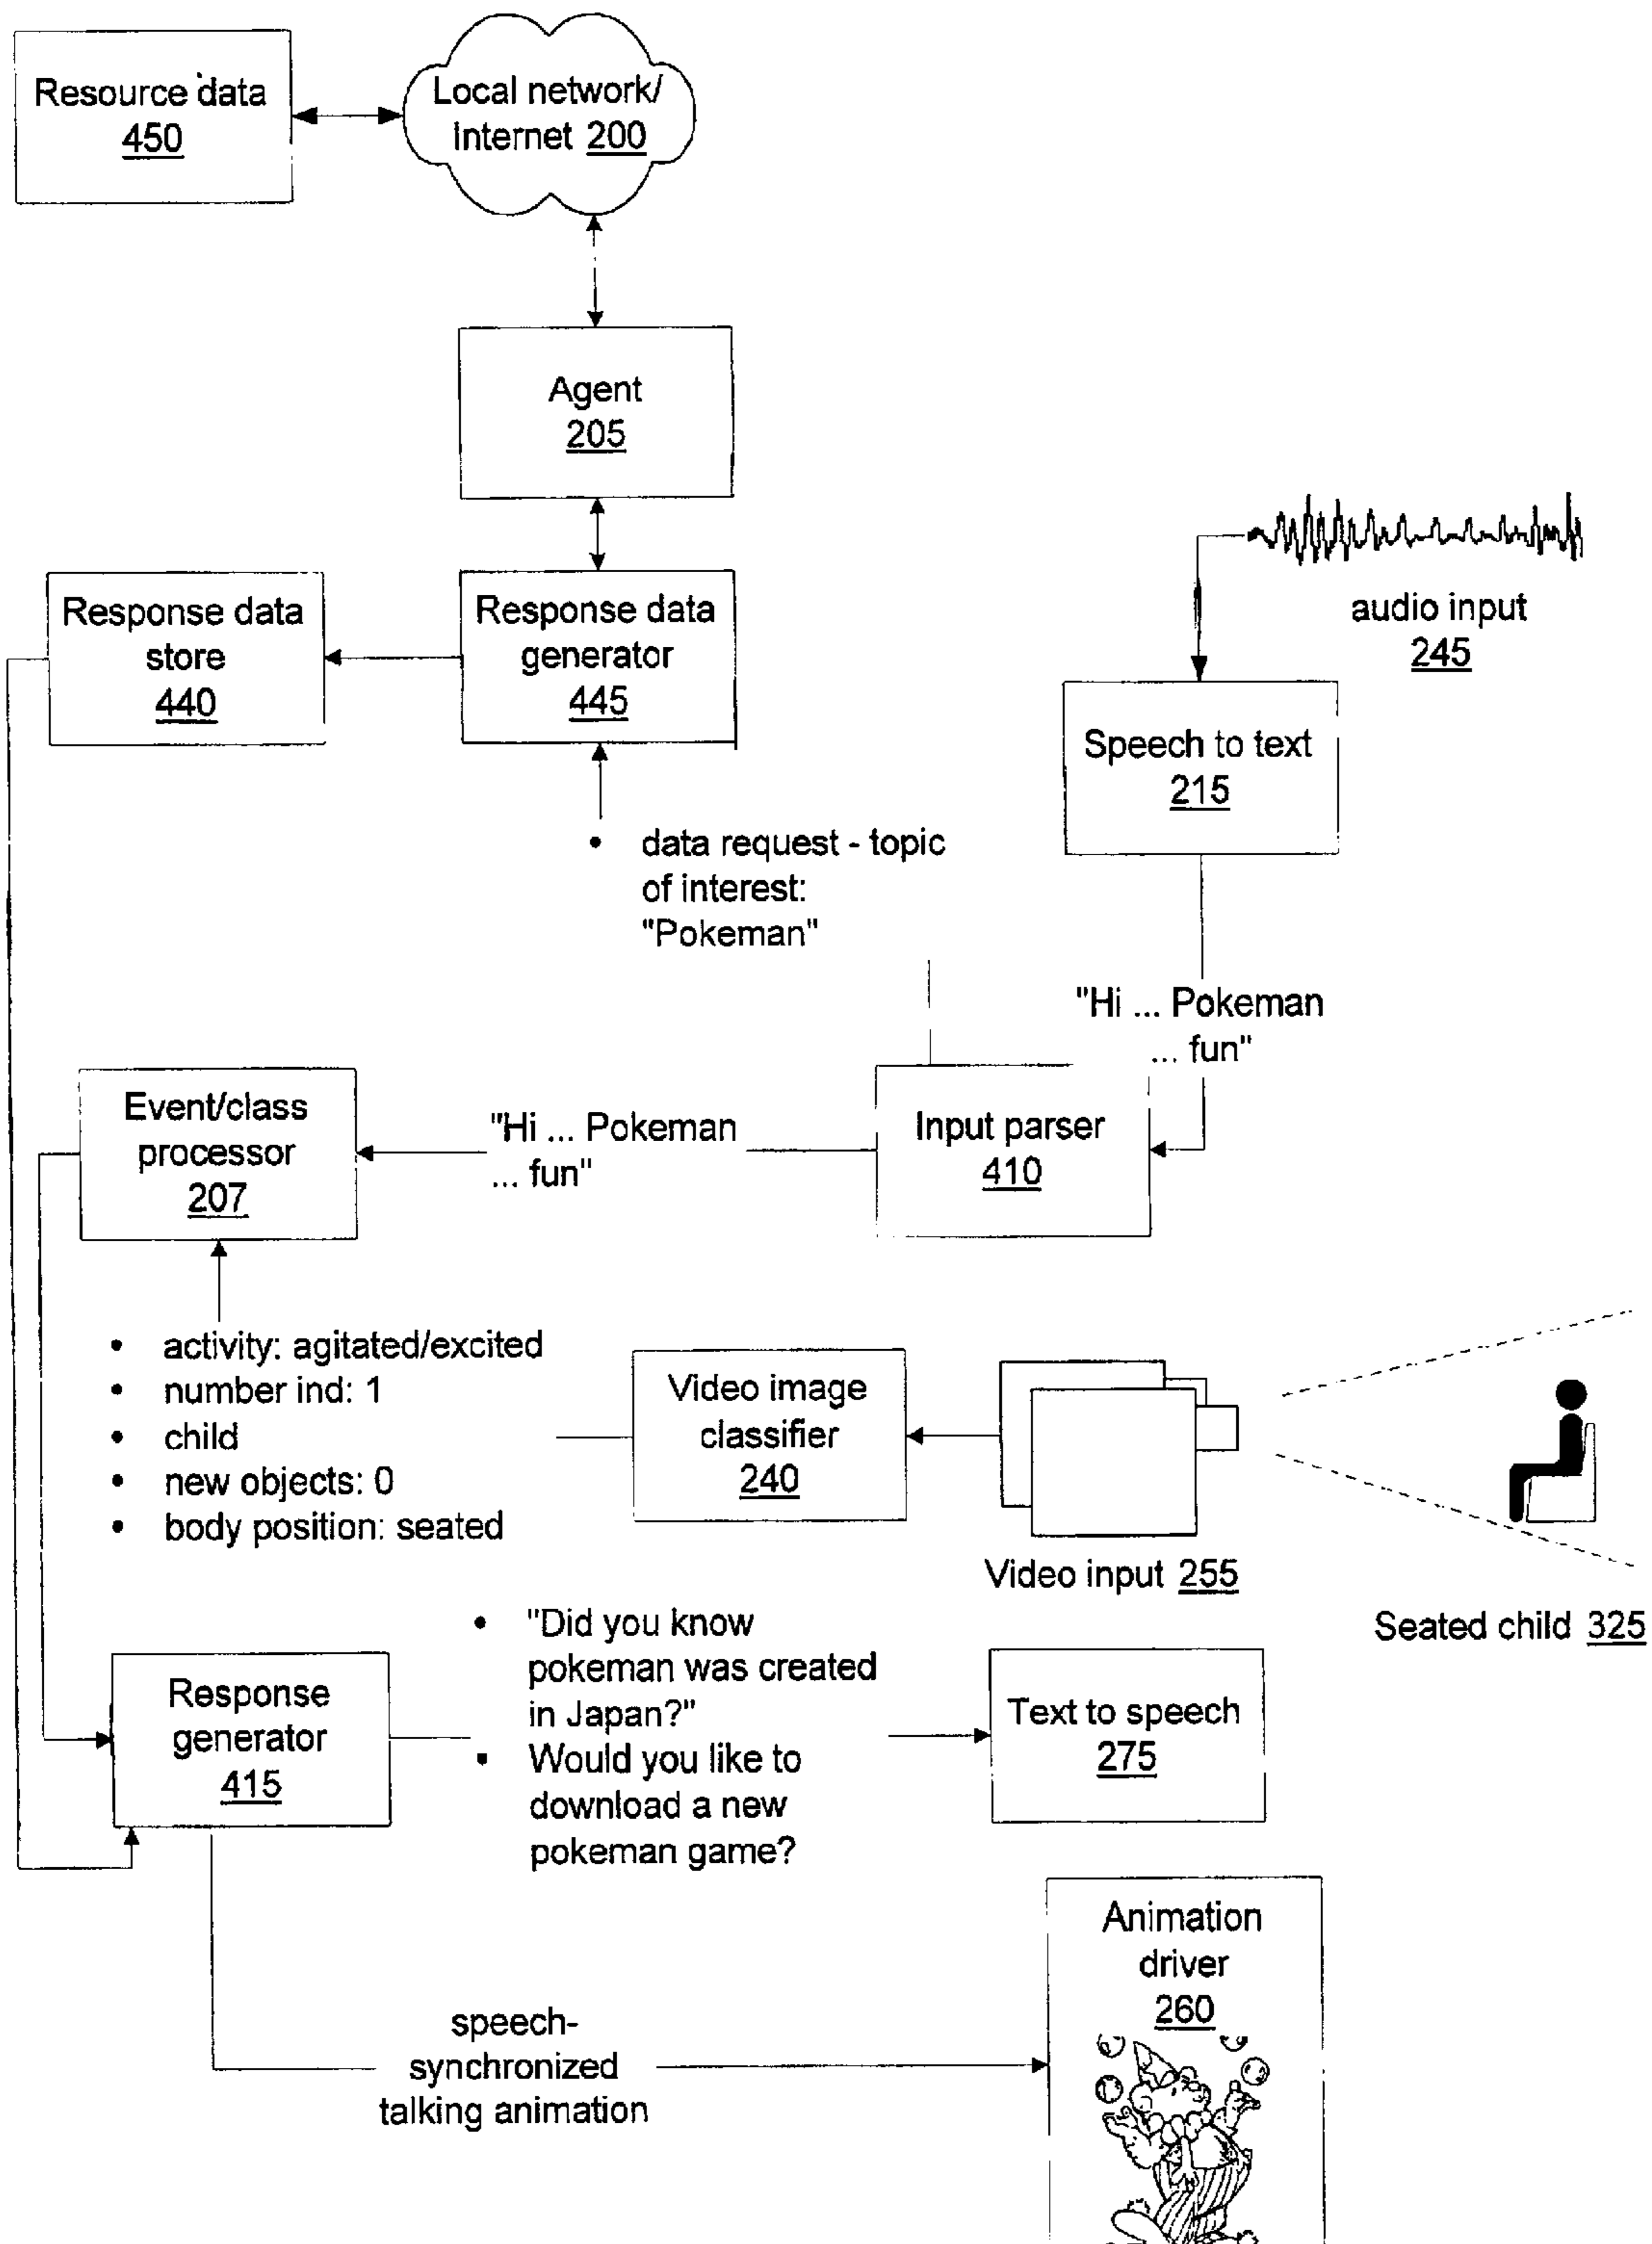 Resource data
450
Local network/
internet 200
Agent
205
Response data
store
440
Response data
generator
445
audio input
245
Speech to text
215
• data request - topic
of interest:
"Pokeman"
"Hi ... Pokeman
... fun"
Event/class
processor
207
"Hi ... Pokeman
... fun"
Input parser
410
• activity: agitated/excited
• number ind: 1
• child
• new objects: 0
• body position: seated
Video image
classifier
240
Video input 255
Seated child 325
Response
generator
415
• "Did you know
pokeman was created
in Japan?"
▪ Would you like to
download a new
pokeman game?
Text to speech
275
Animation
driver
260
speech-
synchronized
talking animation